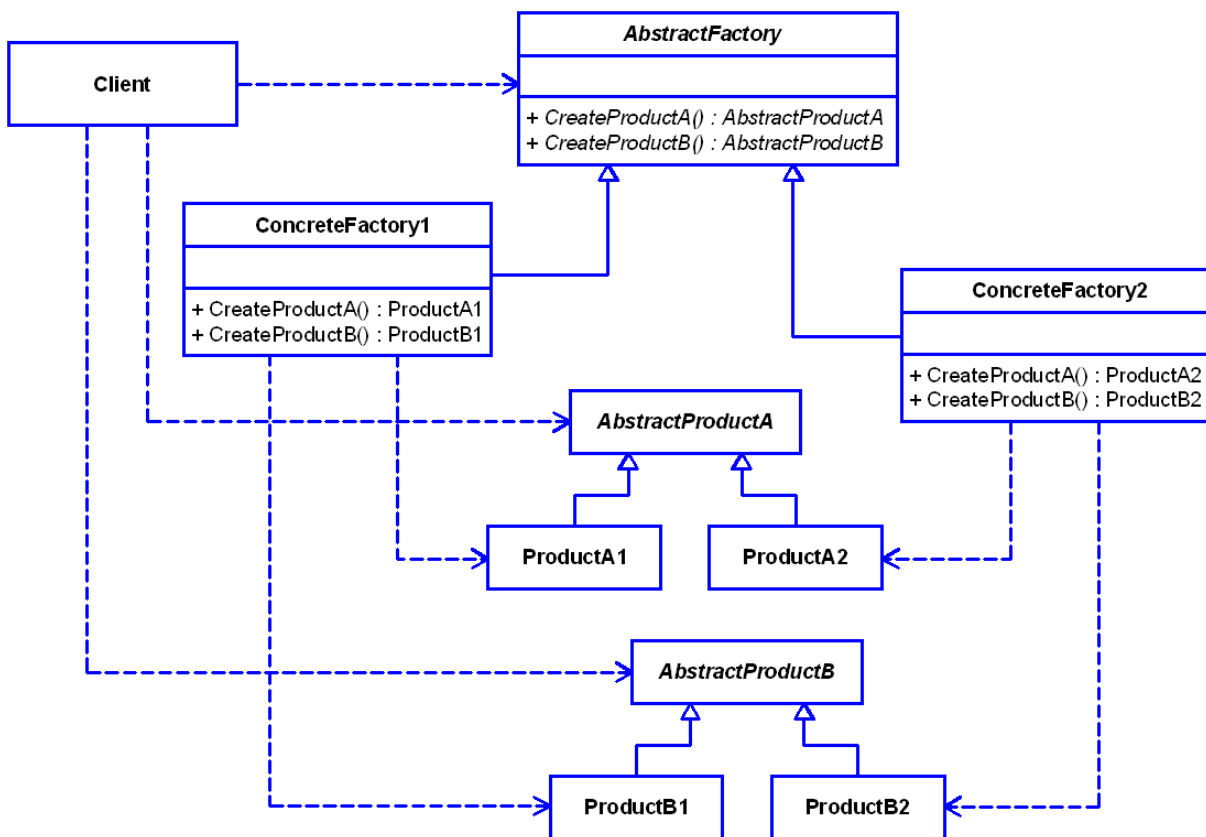 AbstractFactory
Client
+ CreateProductA() : AbstractProductA
+ CreateProductB() : AbstractProductB
ConcreteFactory1
+ CreateProductA() : ProductA1
+ CreateProductB() : ProductB1
ConcreteFactory2
+ CreateProductA() : ProductA2
+ CreateProductB() : ProductB2
AbstractProductA
ProductA1
ProductA2
AbstractProductB
ProductB1
ProductB2